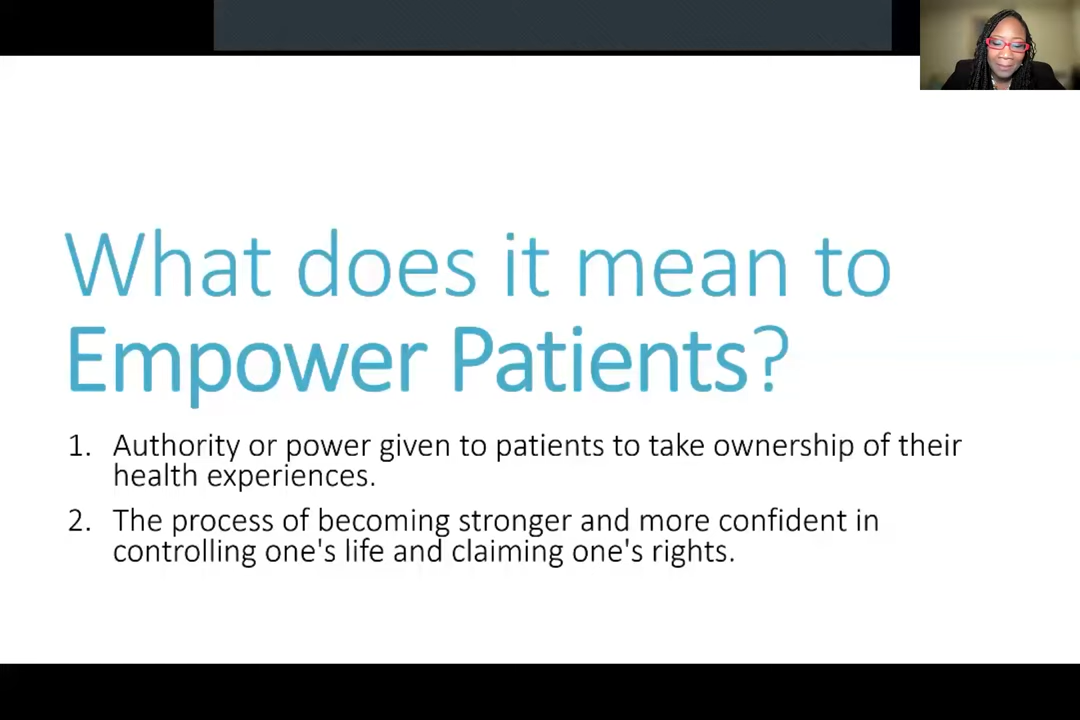 What does it mean to
Empower Patients?
1. Authority or power given to patients to take ownership of their
health experiences.
2. The process of becoming stronger and more confident in
controlling one's life and claiming one's rights.